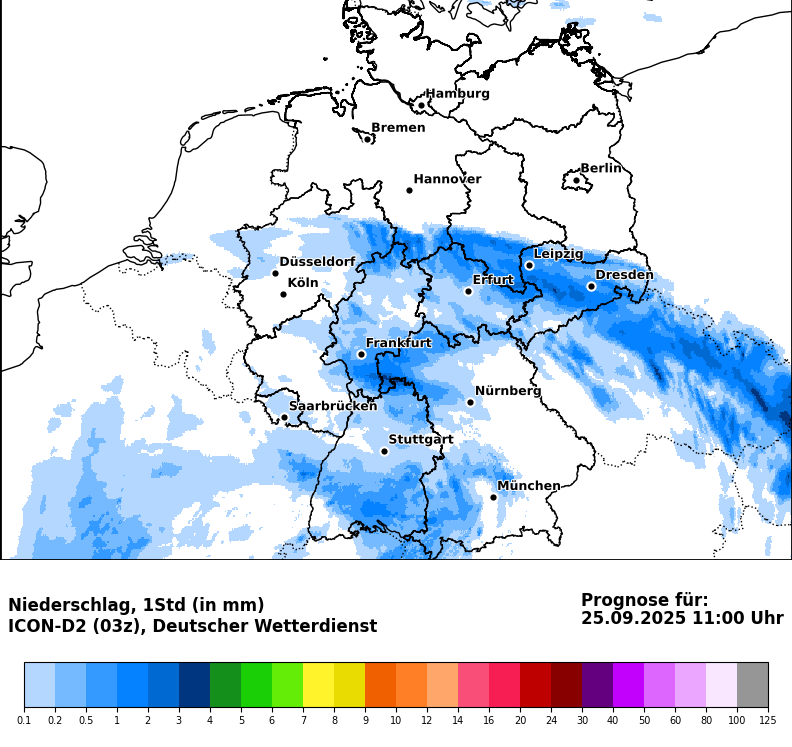 Hamburg
Bremen
Berlin
Hannover
Leipzig
Düsseldorf
Dresden
Köln
Erfurt
Frankfurt
Nürnberg
Saarbrücken
Stuttgart
München
Niederschlag, 1Std (in mm)
ICON-D2 (03z), Deutscher Wetterdienst
Prognose für:
25.09.2025 11:00 Uhr
0.1 0.2 0.5 1 2 3 4 5 6 7 8 9 10 12 14 16 20 24 30 40 50 60 80 100 125